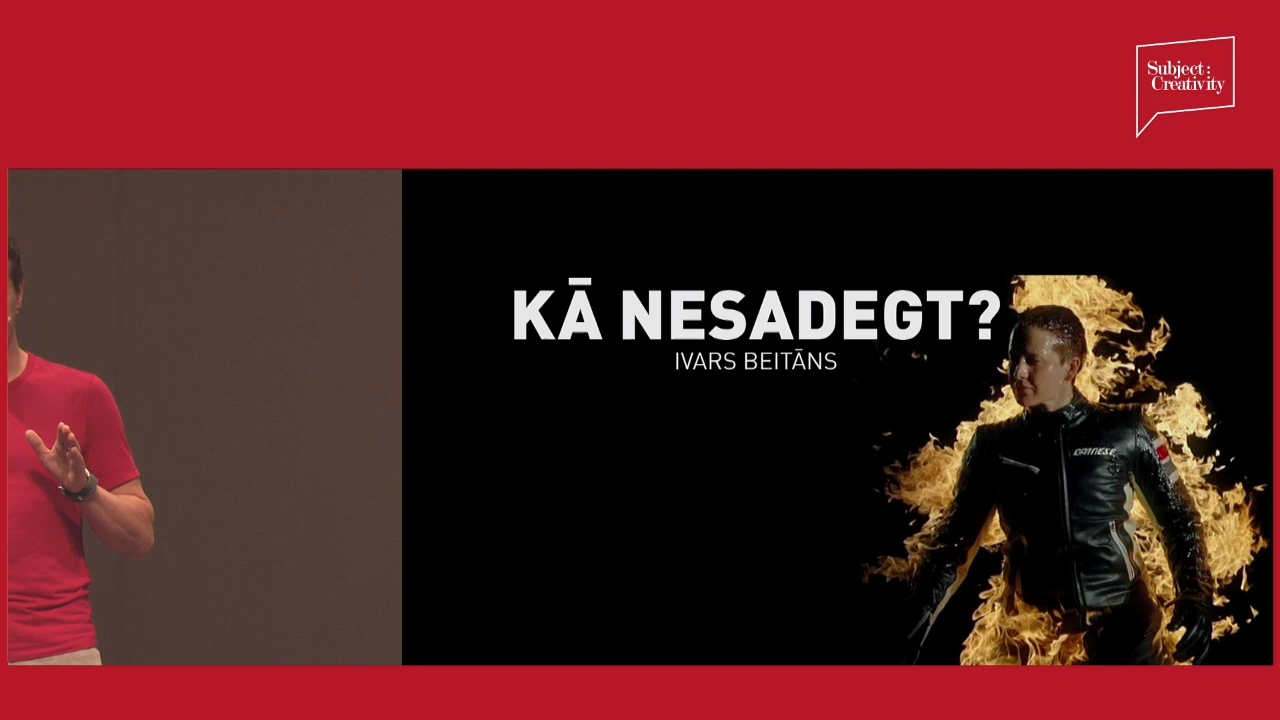 Subject:
Creativity
KĀ NESADEGT?
IVARS BEITĀNS
DAINESE